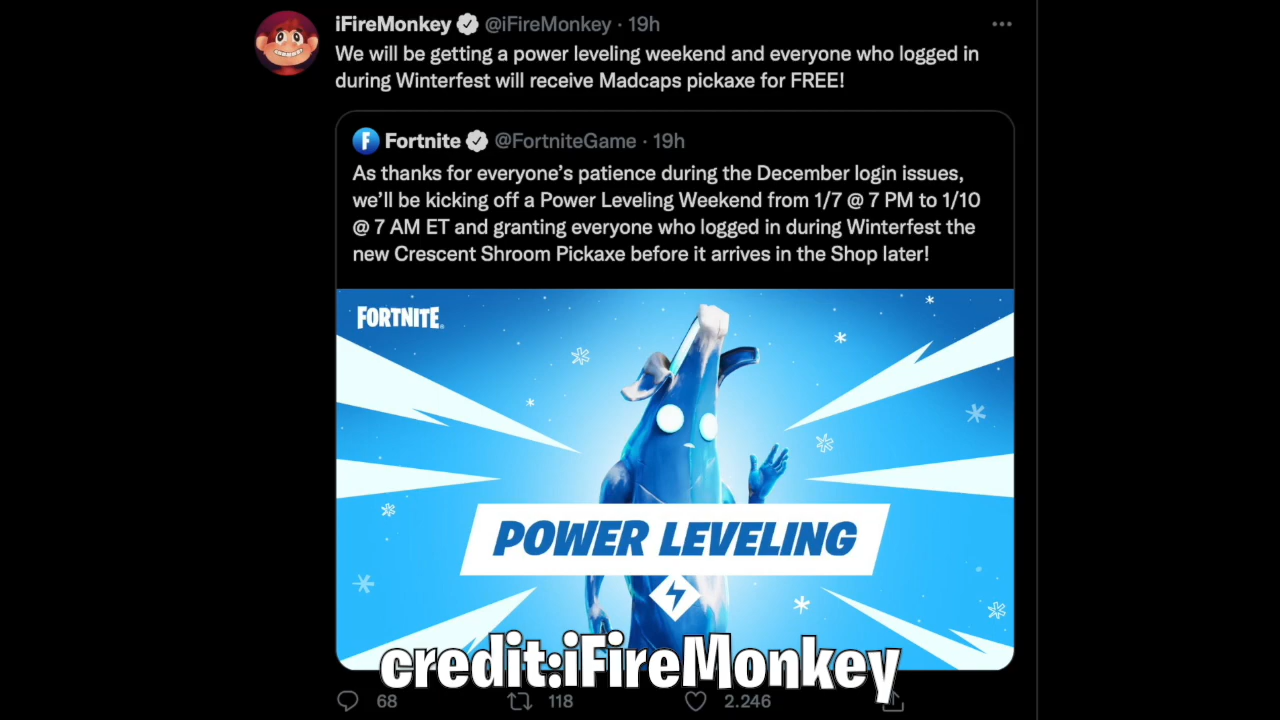 iFireMonkey @iFireMonkey · 19h
We will be getting a power leveling weekend and everyone who logged in
during Winterfest will receive Madcaps pickaxe for FREE!
Fortnite @FortniteGame · 19h
As thanks for everyone’s patience during the December login issues,
we’ll be kicking off a Power Leveling Weekend from 1/7 @ 7 PM to 1/10
@ 7 AM ET and granting everyone who logged in during Winterfest the
new Crescent Shroom Pickaxe before it arrives in the Shop later!
FORTNITE
POWER LEVELING
credit:iFireMonkey
68 118 2.246